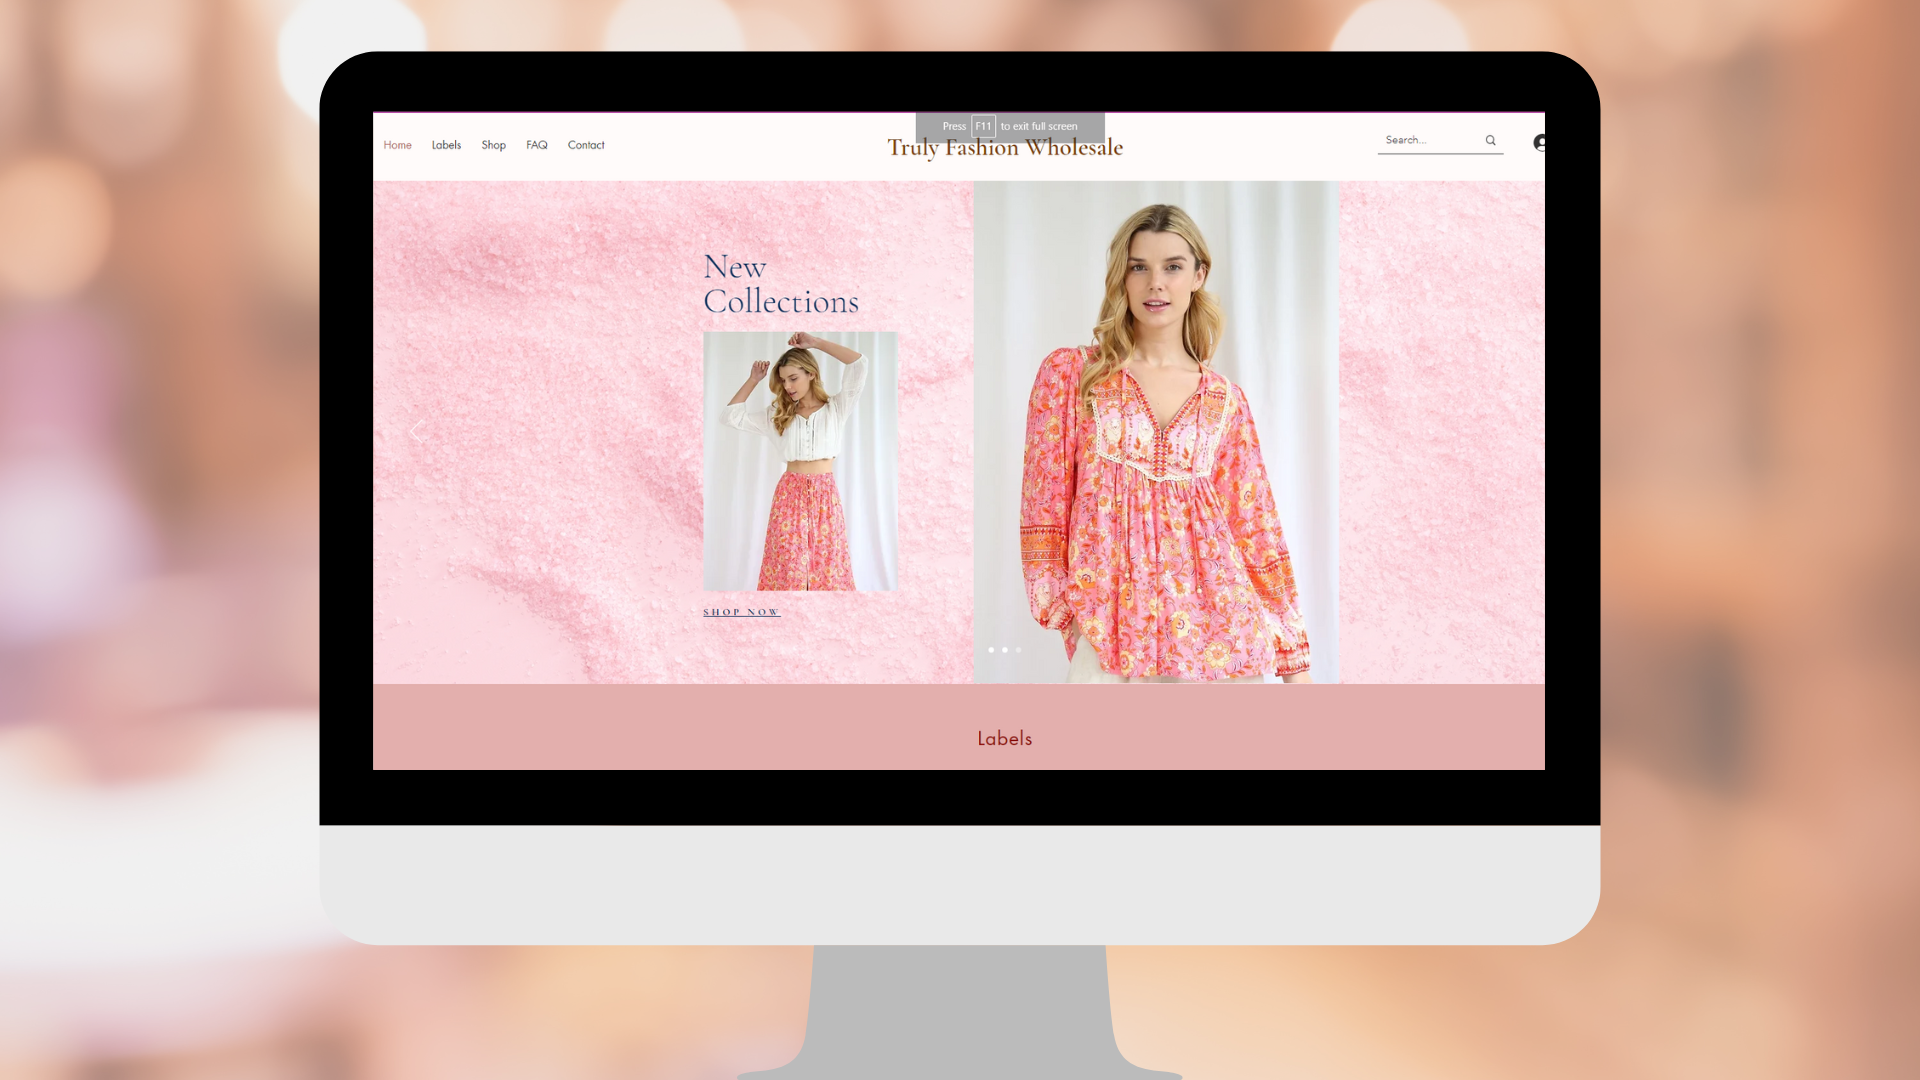 Press F11 to exit full screen
Home Labels Shop FAQ Contact
Truly Fashion Wholesale
Search...
New
Collections
SHOP NOW
Labels